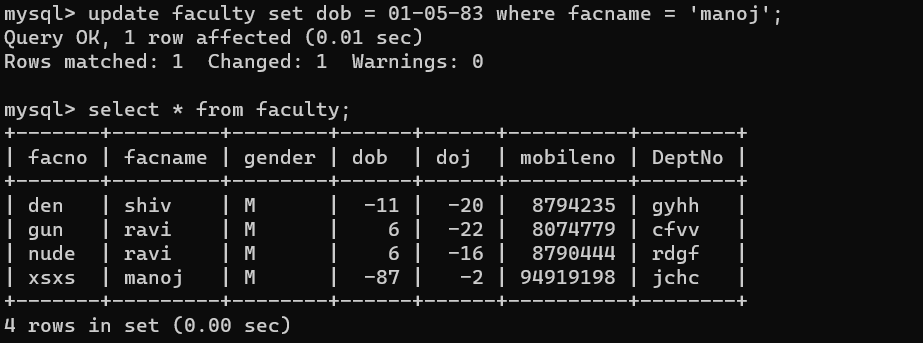 mysql> update faculty set dob = 01-05-83 where facname = 'manoj';
Query OK, 1 row affected (0.01 sec)
Rows matched: 1  Changed: 1  Warnings: 0

mysql> select * from faculty;
+-------+---------+--------+------+------+----------+--------+
| facno | facname | gender | dob  | doj  | mobileno | DeptNo |
+-------+---------+--------+------+------+----------+--------+
| den   | shiv    | M      |  -11 |  -20 |  8794235 | gyhh   |
| gun   | ravi    | M      |    6 |  -22 |  8074779 | cfvv   |
| nude  | ravi    | M      |    6 |  -16 |  8790444 | rdgf   |
| xsxs  | manoj   | M      |  -87 |   -2 | 94919198 | jchc   |
+-------+---------+--------+------+------+----------+--------+
4 rows in set (0.00 sec)